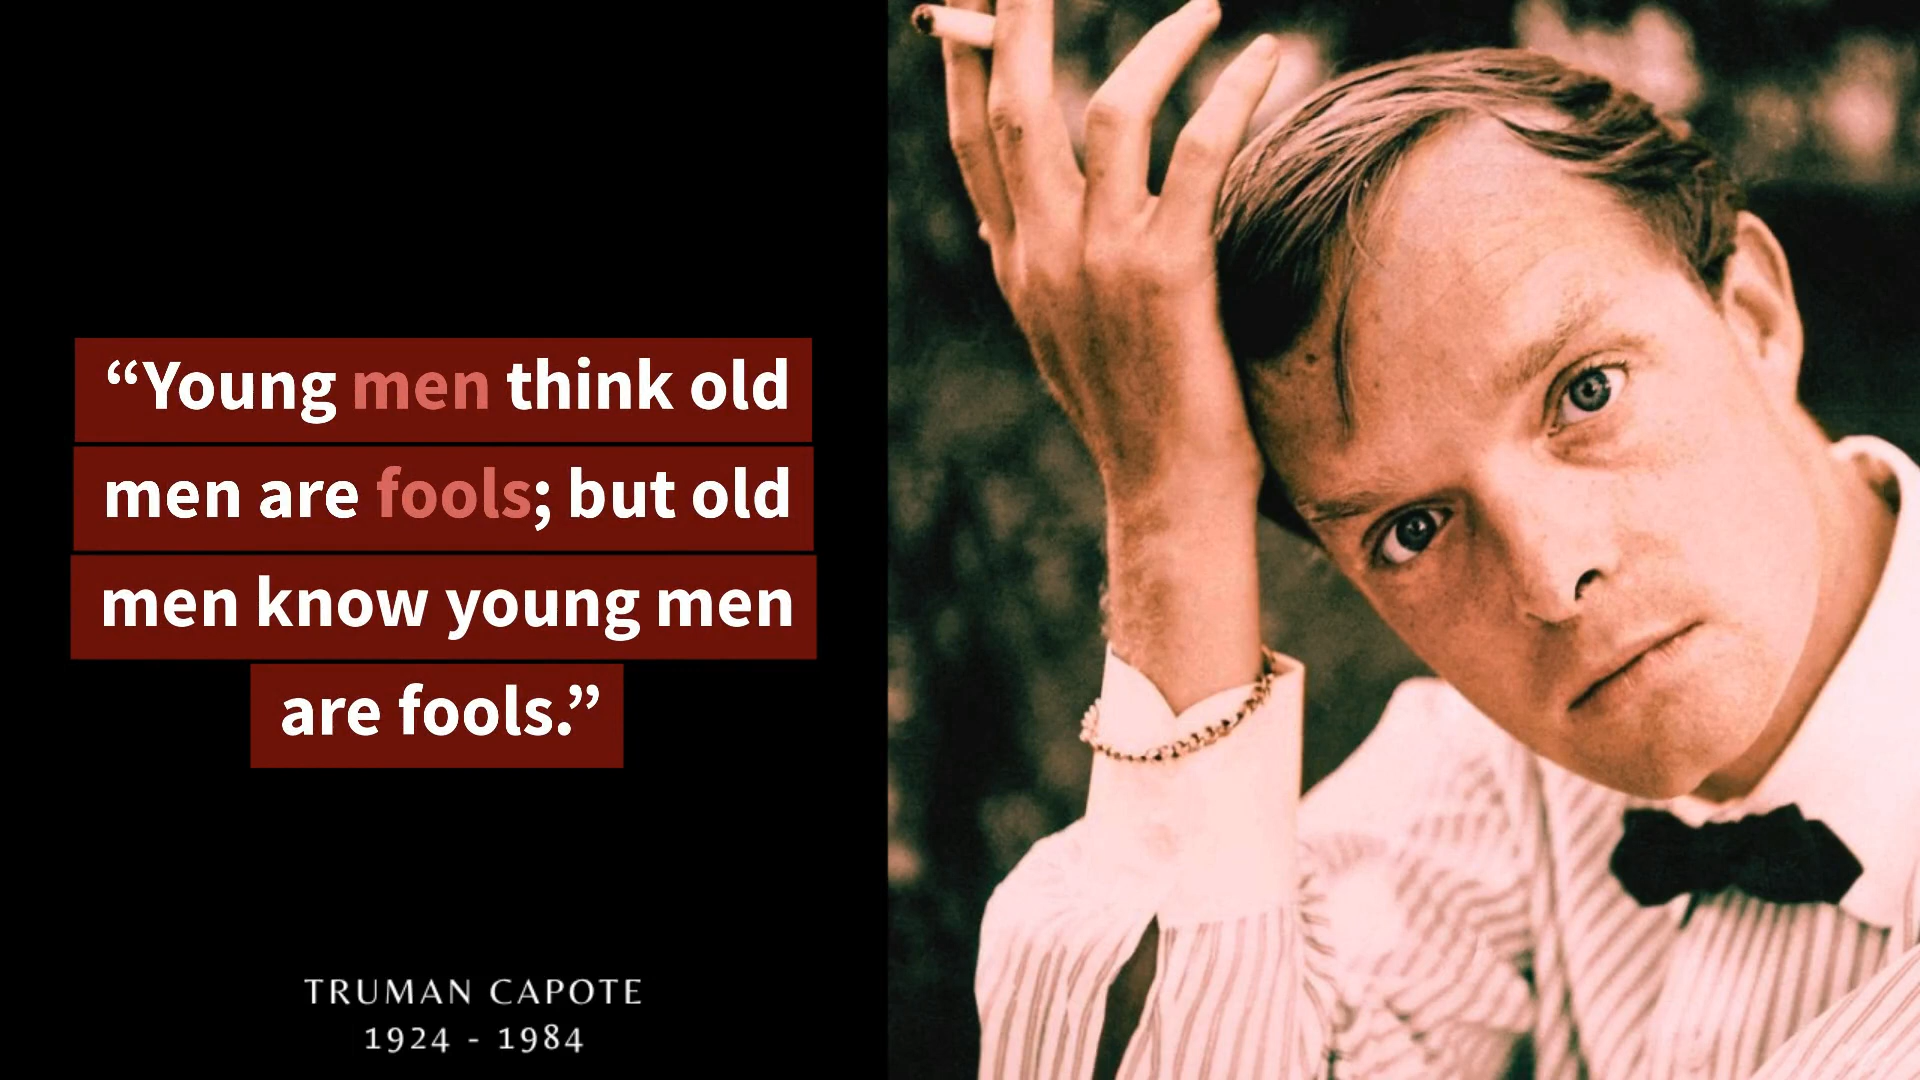 “Young men think old
men are fools; but old
men know young men
are fools.”
TRUMAN CAPOTE
1924 - 1984